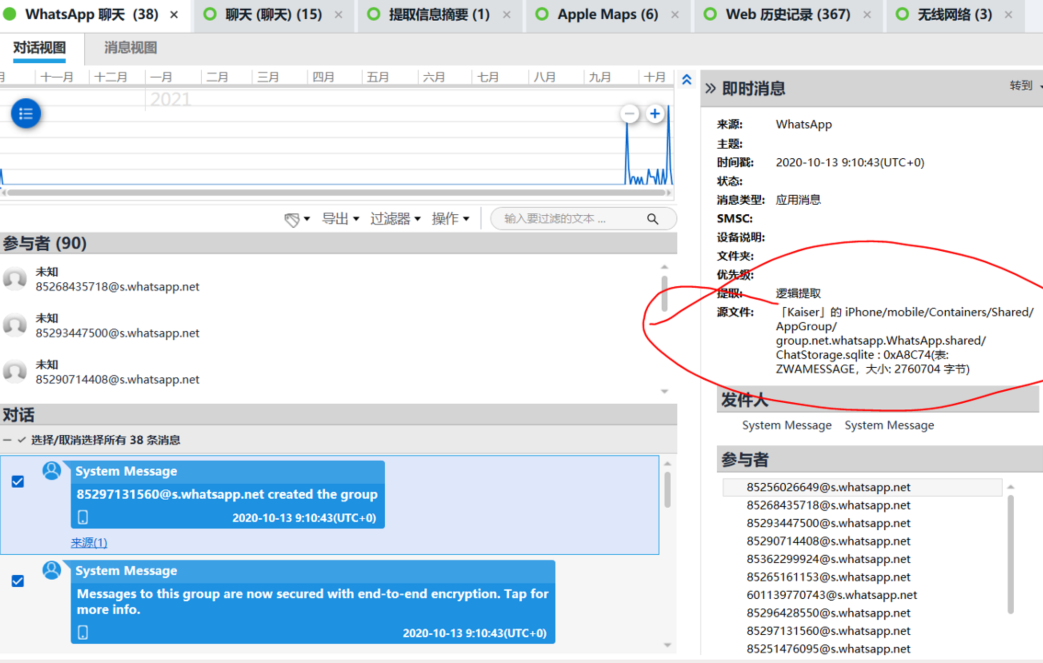 WhatsApp 聊天 (38) ×
聊天 (聊天) (15) ×
提取信息摘要 (1) ×
Apple Maps (6) ×
Web 历史记录 (367) ×
无线网络 (3) ×
对话视图
消息视图
月 十一月 十二月 一月 二月 三月 四月 五月 六月 七月 八月 九月 十月
2021
导出
过滤器
操作
输入要过滤的文本 ...
参与者 (90)
未知
85268435718@s.whatsapp.net
未知
85293447500@s.whatsapp.net
未知
85290714408@s.whatsapp.net
对话
选择/取消选择所有 38 条消息
System Message
85297131560@s.whatsapp.net created the group
2020-10-13 9:10:43(UTC+0)
来源(1)
System Message
Messages to this group are now secured with end-to-end encryption. Tap for
more info.
2020-10-13 9:10:43(UTC+0)
» 即时消息
转到
来源: WhatsApp
主题:
时间戳: 2020-10-13 9:10:43(UTC+0)
状态:
消息类型: 应用消息
SMSC:
设备说明:
文件夹:
优先级:
提取: 逻辑提取
源文件: 「Kaiser」的 iPhone/mobile/Containers/Shared/
AppGroup/
group.net.whatsapp.WhatsApp.shared/
ChatStorage.sqlite : 0xA8C74(表:
ZWAMESSAGE，大小: 2760704 字节)
发件人
System Message System Message
参与者
85256026649@s.whatsapp.net
85268435718@s.whatsapp.net
85293447500@s.whatsapp.net
85290714408@s.whatsapp.net
85362299924@s.whatsapp.net
85265161153@s.whatsapp.net
601139770743@s.whatsapp.net
85296428550@s.whatsapp.net
85297131560@s.whatsapp.net
85251476095@s.whatsapp.net